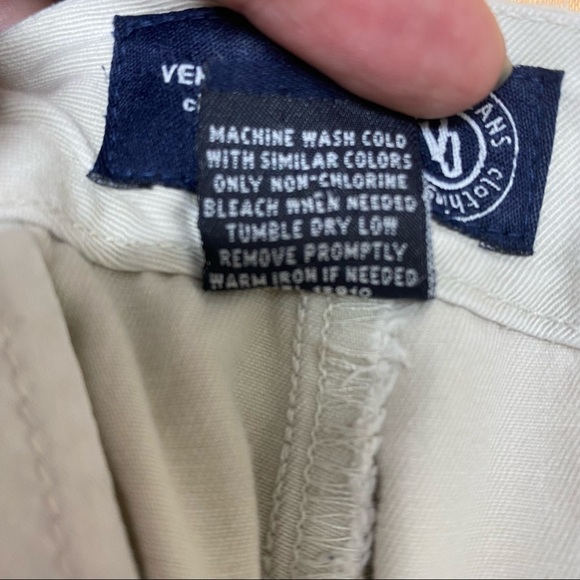 MACHINE WASH COLD
WITH SIMILAR COLORS
ONLY NON-CHLORINE
BLEACH WHEN NEEDED
TUMBLE DRY LOW
REMOVE PROMPTLY
WARM IRON IF NEEDED
clothing